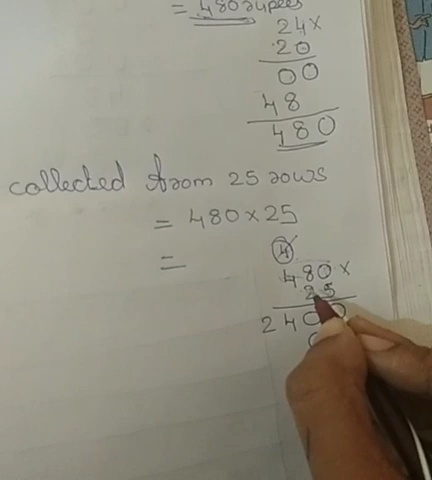 = 480 rupees
24 x
20
00
48
480
collected from 25 rows
= 480 x 25
=
4
480 x
25
2400